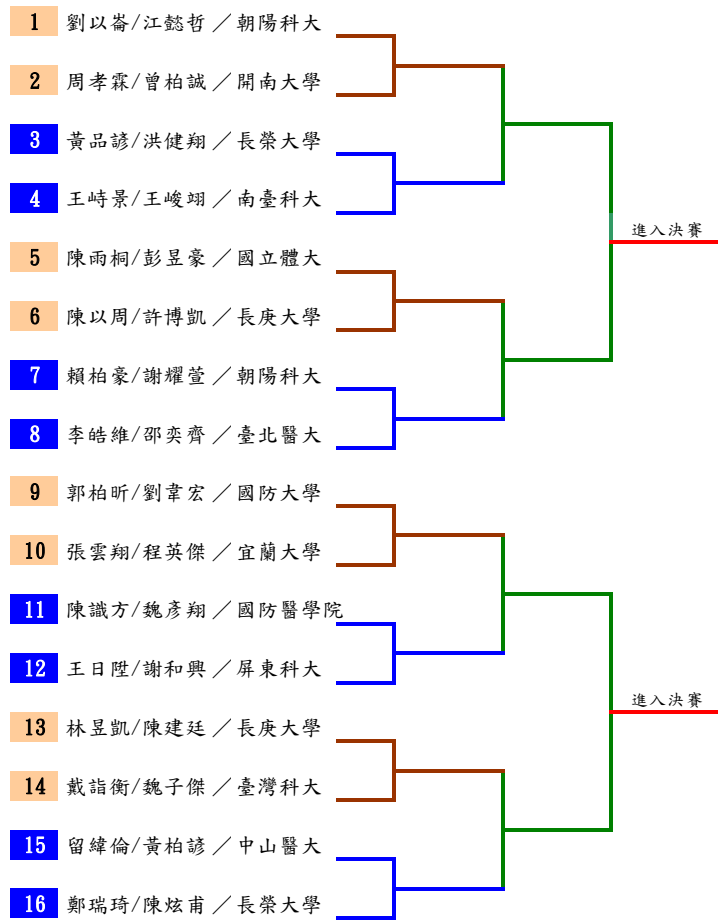 1 劉以崙/江懿哲／朝陽科大
2 周孝霖/曾柏誠／開南大學
3 黃品諺/洪健翔／長榮大學
4 王峙景/王峻翊／南臺科大
進入決賽
5 陳雨桐/彭昱豪／國立體大
6 陳以周/許博凱／長庚大學
7 賴柏豪/謝耀萱／朝陽科大
8 李皓維/邵奕齊／臺北醫大
9 郭柏昕/劉韋宏／國防大學
10 張雲翔/程英傑／宜蘭大學
11 陳識方/魏彥翔／國防醫學院
12 王日陞/謝和興／屏東科大
進入決賽
13 林昱凱/陳建廷／長庚大學
14 戴詣衡/魏子傑／臺灣科大
15 留緯倫/黃柏諺／中山醫大
16 鄭瑞琦/陳炫甫／長榮大學